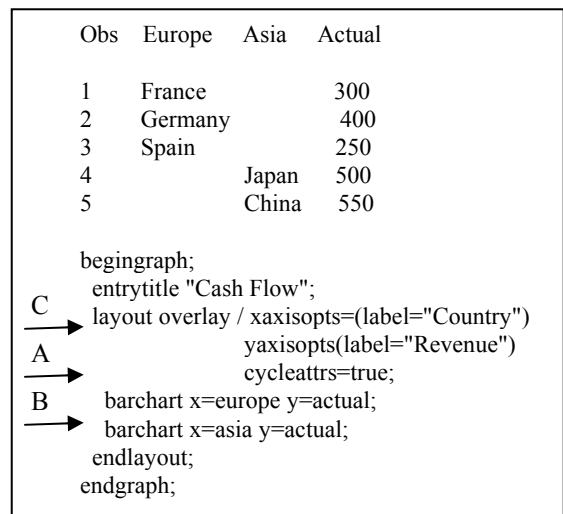 Obs Europe Asia Actual
1 France 300
2 Germany 400
3 Spain 250
4 Japan 500
5 China 550
begingraph;
entrytitle "Cash Flow";
C
layout overlay / xaxisopts=(label="Country")
yaxisopts(label="Revenue")
A
cycleattrs=true;
B
barchart x=europe y=actual;
barchart x=asia y=actual;
endlayout;
endgraph;